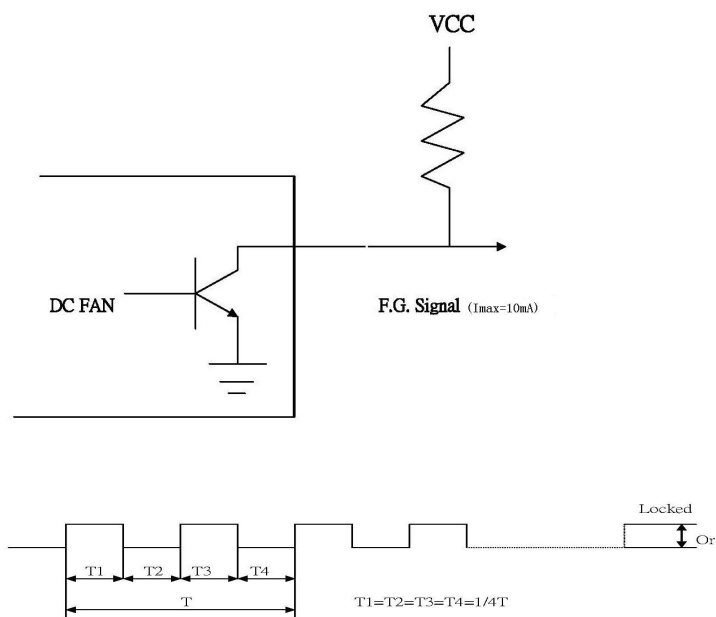 VCC
DC FAN
F.G. Signal (Imax=10mA)
Locked
Or
T1 T2 T3 T4
T
T1=T2=T3=T4=1/4T